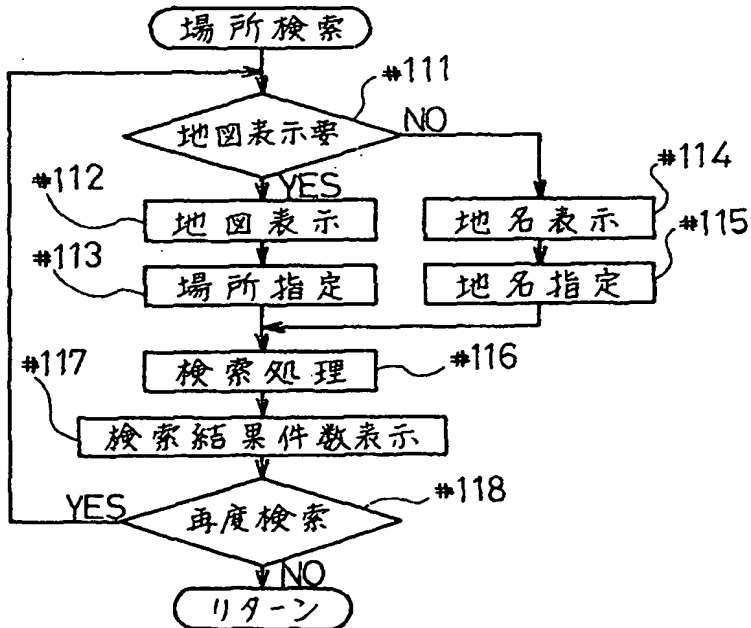 場所検索
#111
地図表示要
NO
YES
#112
地図表示
#114
地名表示
#113
場所指定
#115
地名指定
検索処理
#116
#117
検索結果件数表示
再度検索
#118
YES
NO
リターン